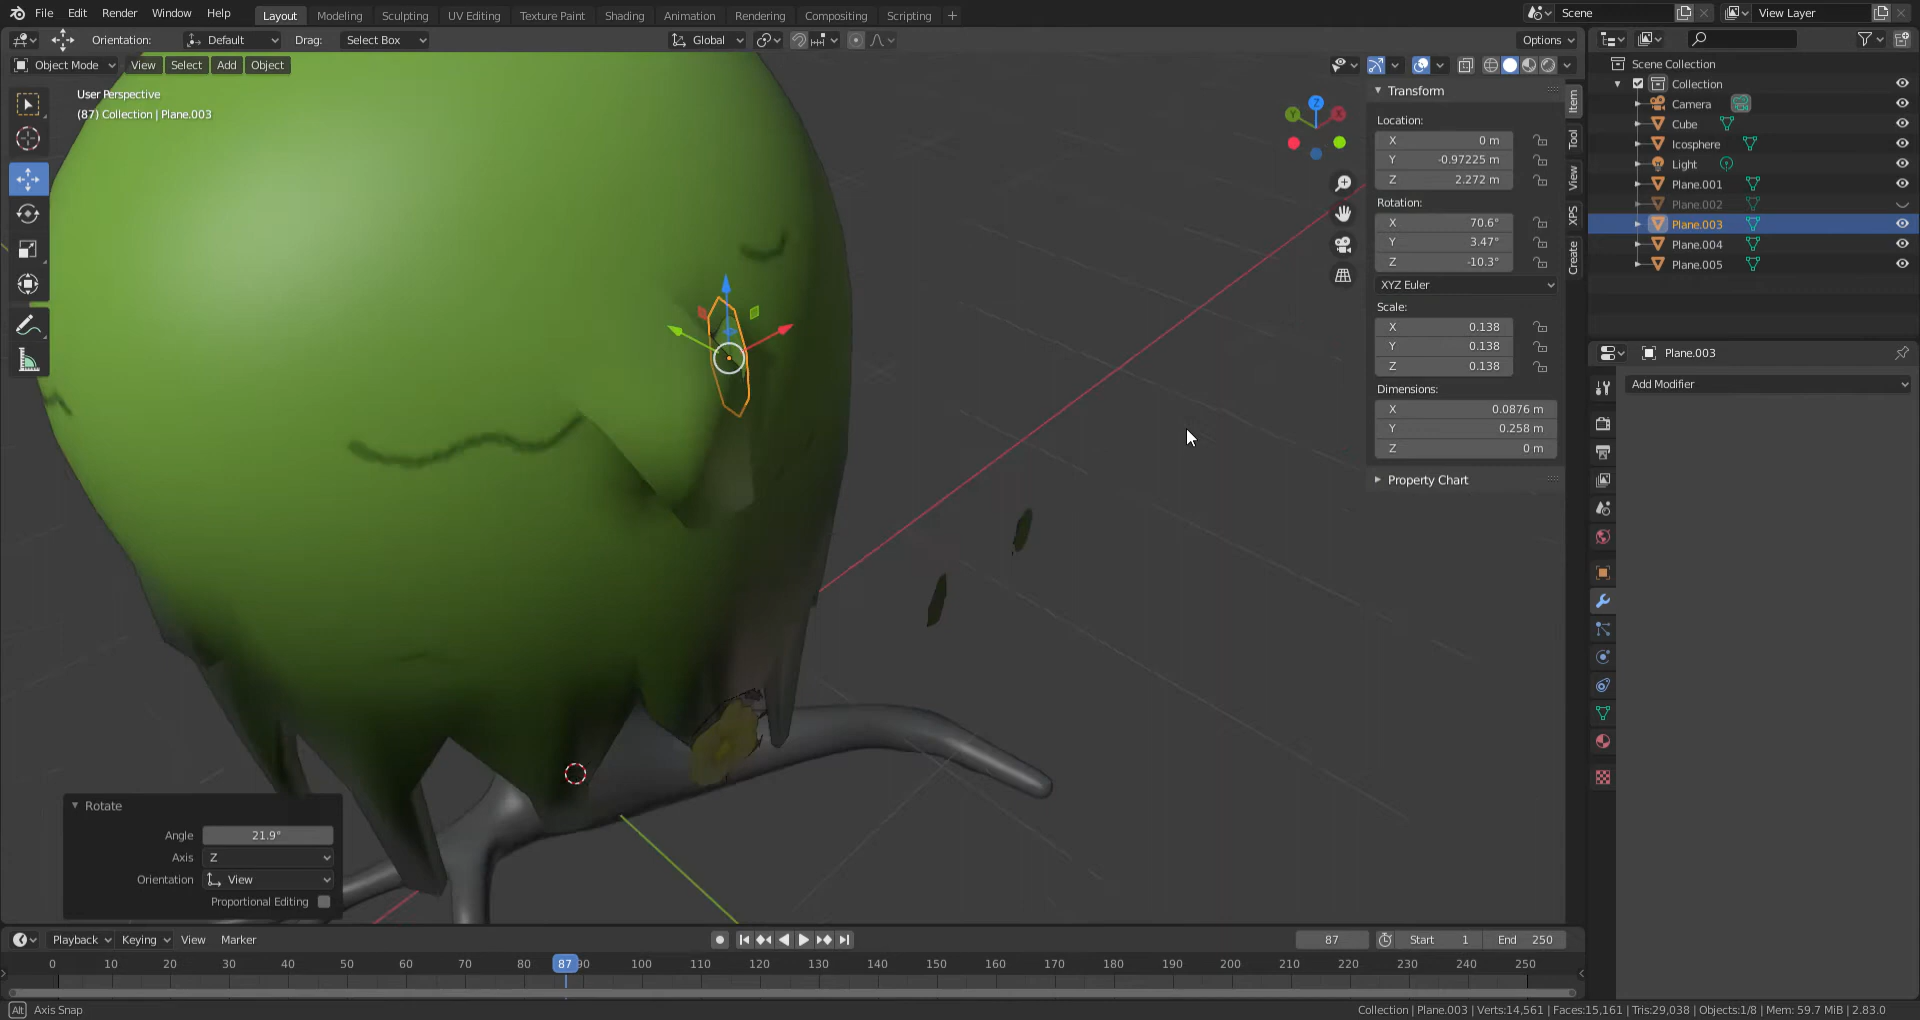 File Edit Render Window Help Layout Modeling Sculpting UV Editing Texture Paint Shading Animation Rendering Compositing Scripting + Scene View Layer
Orientation: Default Drag: Select Box Global Options
Object Mode View Select Add Object
User Perspective
(87) Collection | Plane.003
Transform
Location:
X 0 m
Y -0.97225 m
Z 2.272 m
Rotation:
X 70.6°
Y 3.47°
Z -10.3°
XYZ Euler
Scale:
X 0.138
Y 0.138
Z 0.138
Dimensions:
X 0.0876 m
Y 0.258 m
Z 0 m
Property Chart
Item
Tool
View
XPS
Create
Z
Y
X
Scene Collection
Collection
Camera
Cube
Icosphere
Light
Plane.001
Plane.002
Plane.003
Plane.004
Plane.005
Plane.003
Add Modifier
Rotate
Angle 21.9°
Axis Z
Orientation View
Proportional Editing
Playback Keying View Marker 87 Start 1 End 250
0 10 20 30 40 50 60 70 80 87 90 100 110 120 130 140 150 160 170 180 190 200 210 220 230 240 250
Alt Axis Snap Collection | Plane.003 | Verts:14,561 | Faces:15,161 | Tris:29,038 | Objects:1/8 | Mem: 59.7 MiB | 2.83.0